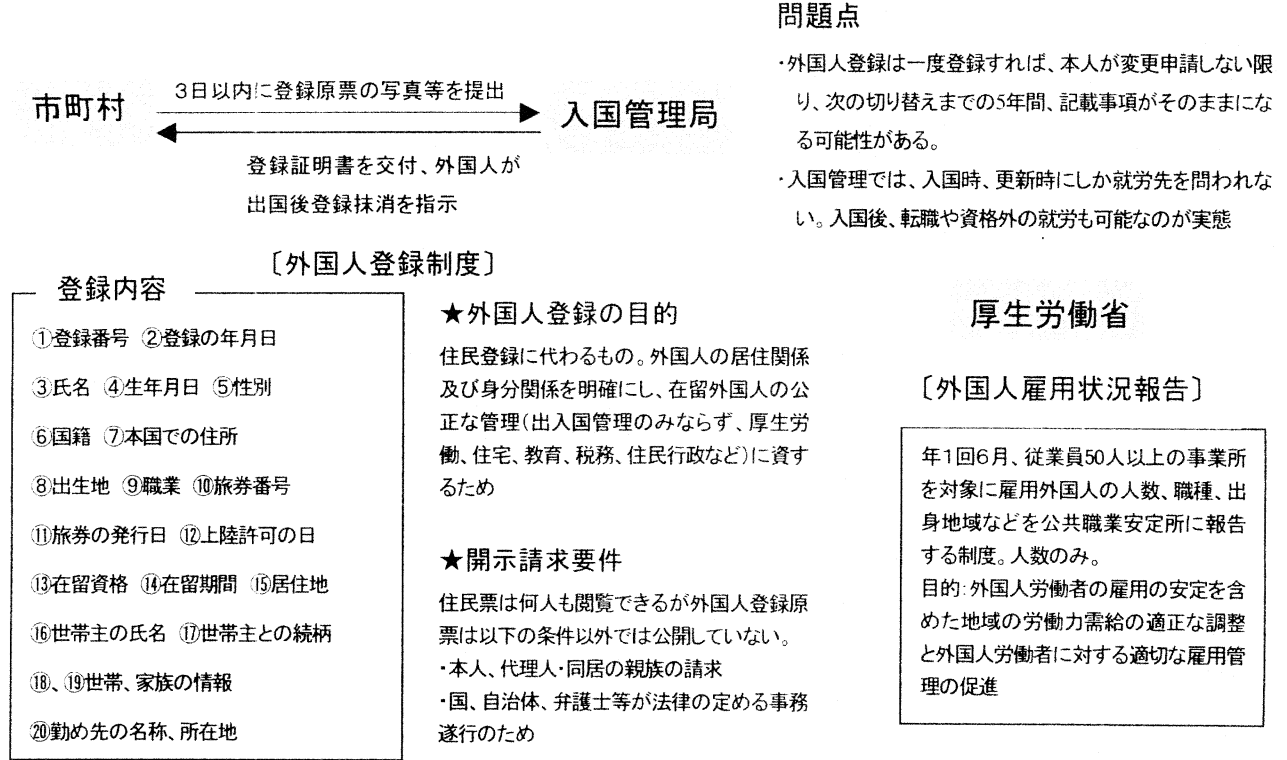 市町村
3日以内に登録原票の写真等を提出
入国管理局
登録証明書を交付、外国人が
出国後登録抹消を指示
問題点
・外国人登録は一度登録すれば、本人が変更申請しない限
り、次の切り替えまでの5年間、記載事項がそのままにな
る可能性がある。
・入国管理では、入国時、更新時にしか就労先を問われな
い。入国後、転職や資格外の就労も可能なのが実態
〔外国人登録制度〕
登録内容
①登録番号 ②登録の年月日
③氏名 ④生年月日 ⑤性別
⑥国籍 ⑦本国での住所
⑧出生地 ⑨職業 ⑩旅券番号
⑪旅券の発行日 ⑫上陸許可の日
⑬在留資格 ⑭在留期間 ⑮居住地
⑯世帯主の氏名 ⑰世帯主との続柄
⑱、⑲世帯、家族の情報
⑳勤め先の名称、所在地
★外国人登録の目的
住民登録に代わるもの。外国人の居住関係
及び身分関係を明確にし、在留外国人の公
正な管理(出入国管理のみならず、厚生労
働、住宅、教育、税務、住民行政など)に資す
るため
★開示請求要件
住民票は何人も閲覧できるが外国人登録原
票は以下の条件以外では公開していない。
・本人、代理人・同居の親族の請求
・国、自治体、弁護士等が法律の定める事務
遂行のため
厚生労働省
〔外国人雇用状況報告〕
年1回6月、従業員50人以上の事業所
を対象に雇用外国人の人数、職種、出
身地域などを公共職業安定所に報告
する制度。人数のみ。
目的:外国人労働者の雇用の安定を含
めた地域の労働力需給の適正な調整
と外国人労働者に対する適切な雇用管
理の促進